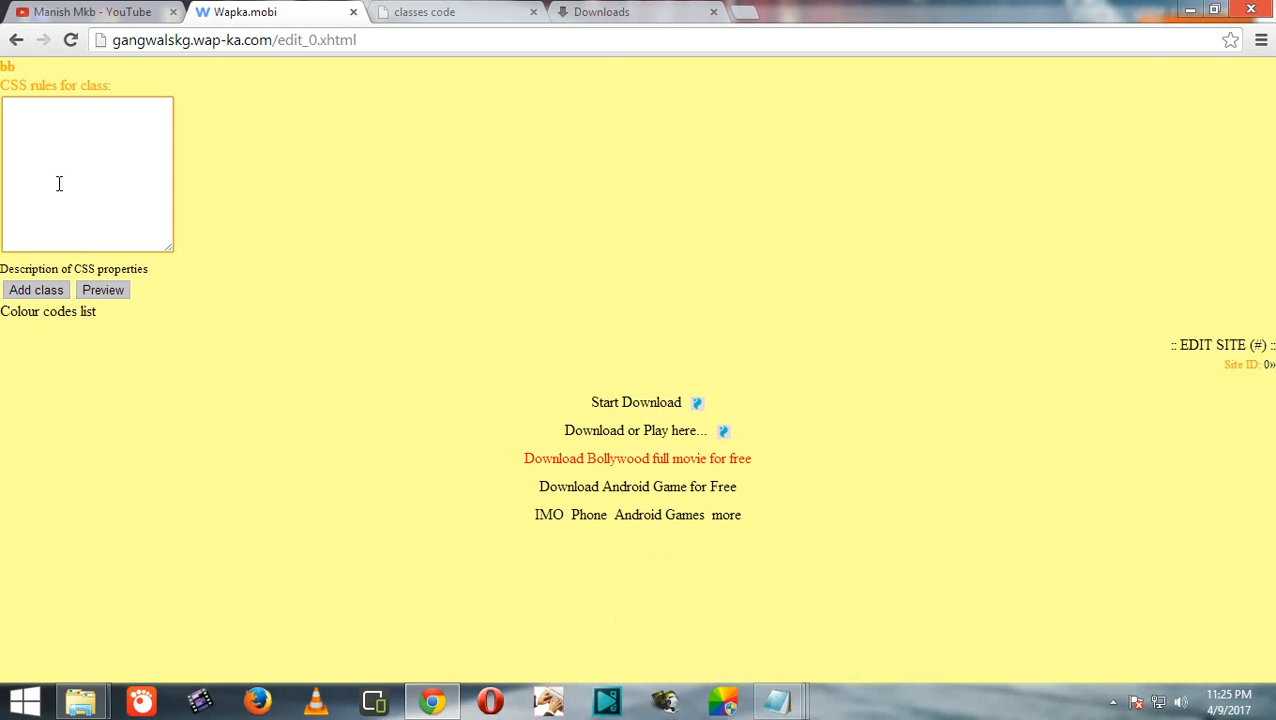 Manish Mkb - YouTube
Wapka.mobi
classes code
Downloads
gangwalskg.wap-ka.com/edit_0.xhtml
bb
CSS rules for class:
Description of CSS properties
Add class
Preview
Colour codes list
:: EDIT SITE (#) ::
Site ID: 0»
Start Download
Download or Play here...
Download Bollywood full movie for free
Download Android Game for Free
IMO Phone Android Games more
11:25 PM
4/9/2017